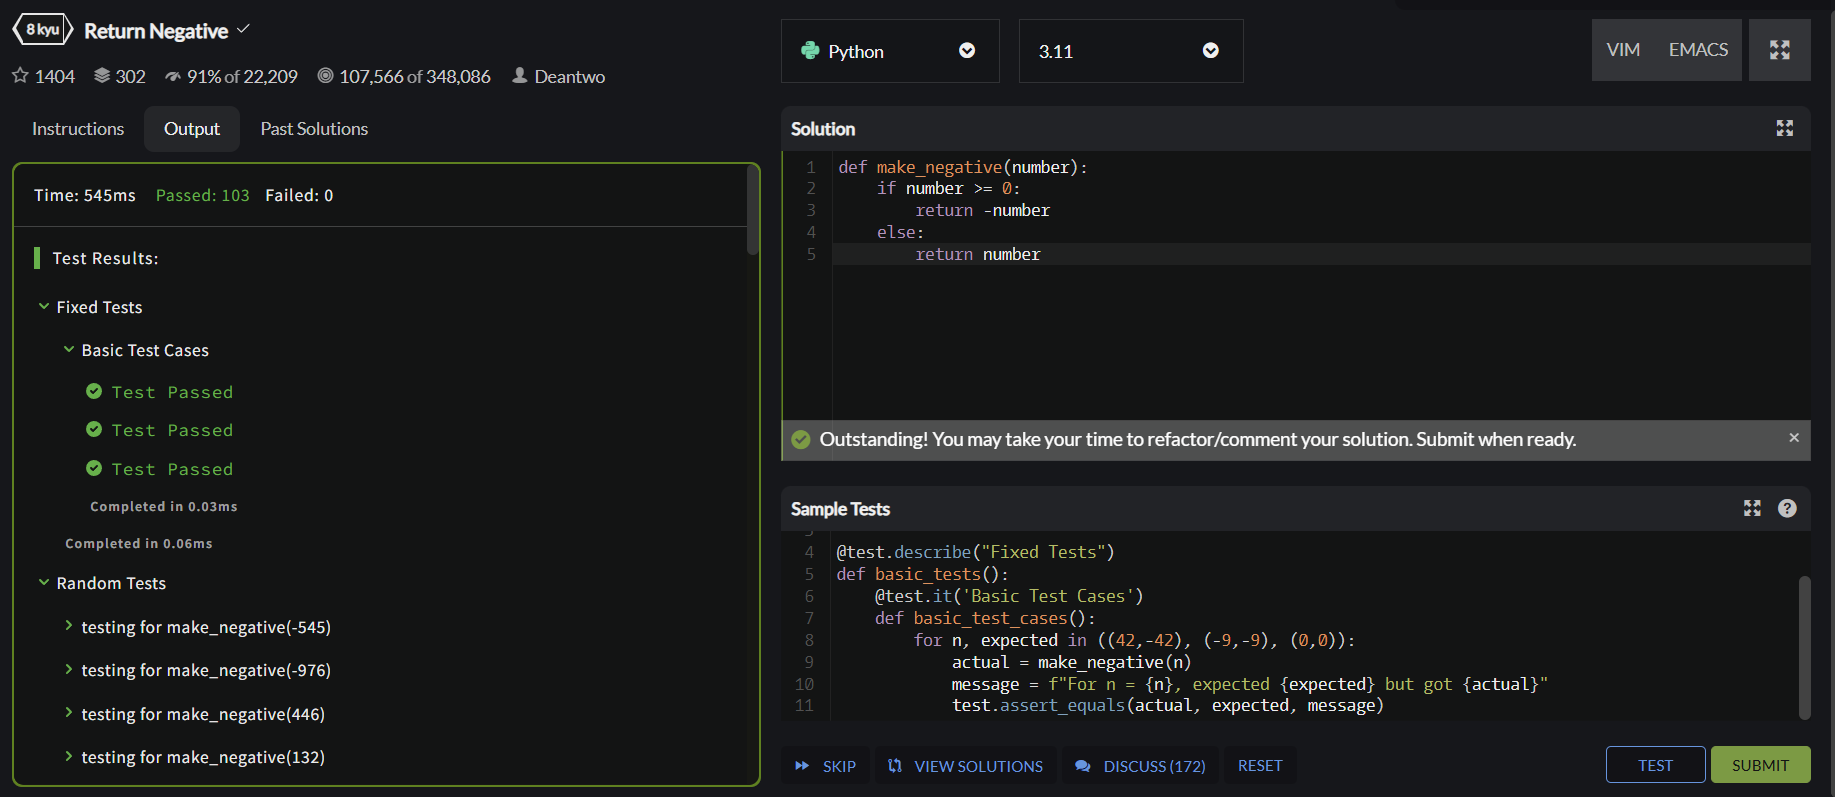 8 kyu Return Negative
1404 302 91% of 22,209 107,566 of 348,086 Deantwo
Instructions Output Past Solutions
Time: 545ms Passed: 103 Failed: 0
Test Results:
Fixed Tests
Basic Test Cases
Test Passed
Test Passed
Test Passed
Completed in 0.03ms
Completed in 0.06ms
Random Tests
testing for make_negative(-545)
testing for make_negative(-976)
testing for make_negative(446)
testing for make_negative(132)
Python 3.11 VIM EMACS
Solution
1 def make_negative(number):
2     if number >= 0:
3         return -number
4     else:
5         return number
Outstanding! You may take your time to refactor/comment your solution. Submit when ready. ×
Sample Tests ?
4 @test.describe("Fixed Tests")
5 def basic_tests():
6     @test.it('Basic Test Cases')
7     def basic_test_cases():
8         for n, expected in ((42,-42), (-9,-9), (0,0)):
9             actual = make_negative(n)
10             message = f"For n = {n}, expected {expected} but got {actual}"
11             test.assert_equals(actual, expected, message)
SKIP VIEW SOLUTIONS DISCUSS (172) RESET TEST SUBMIT